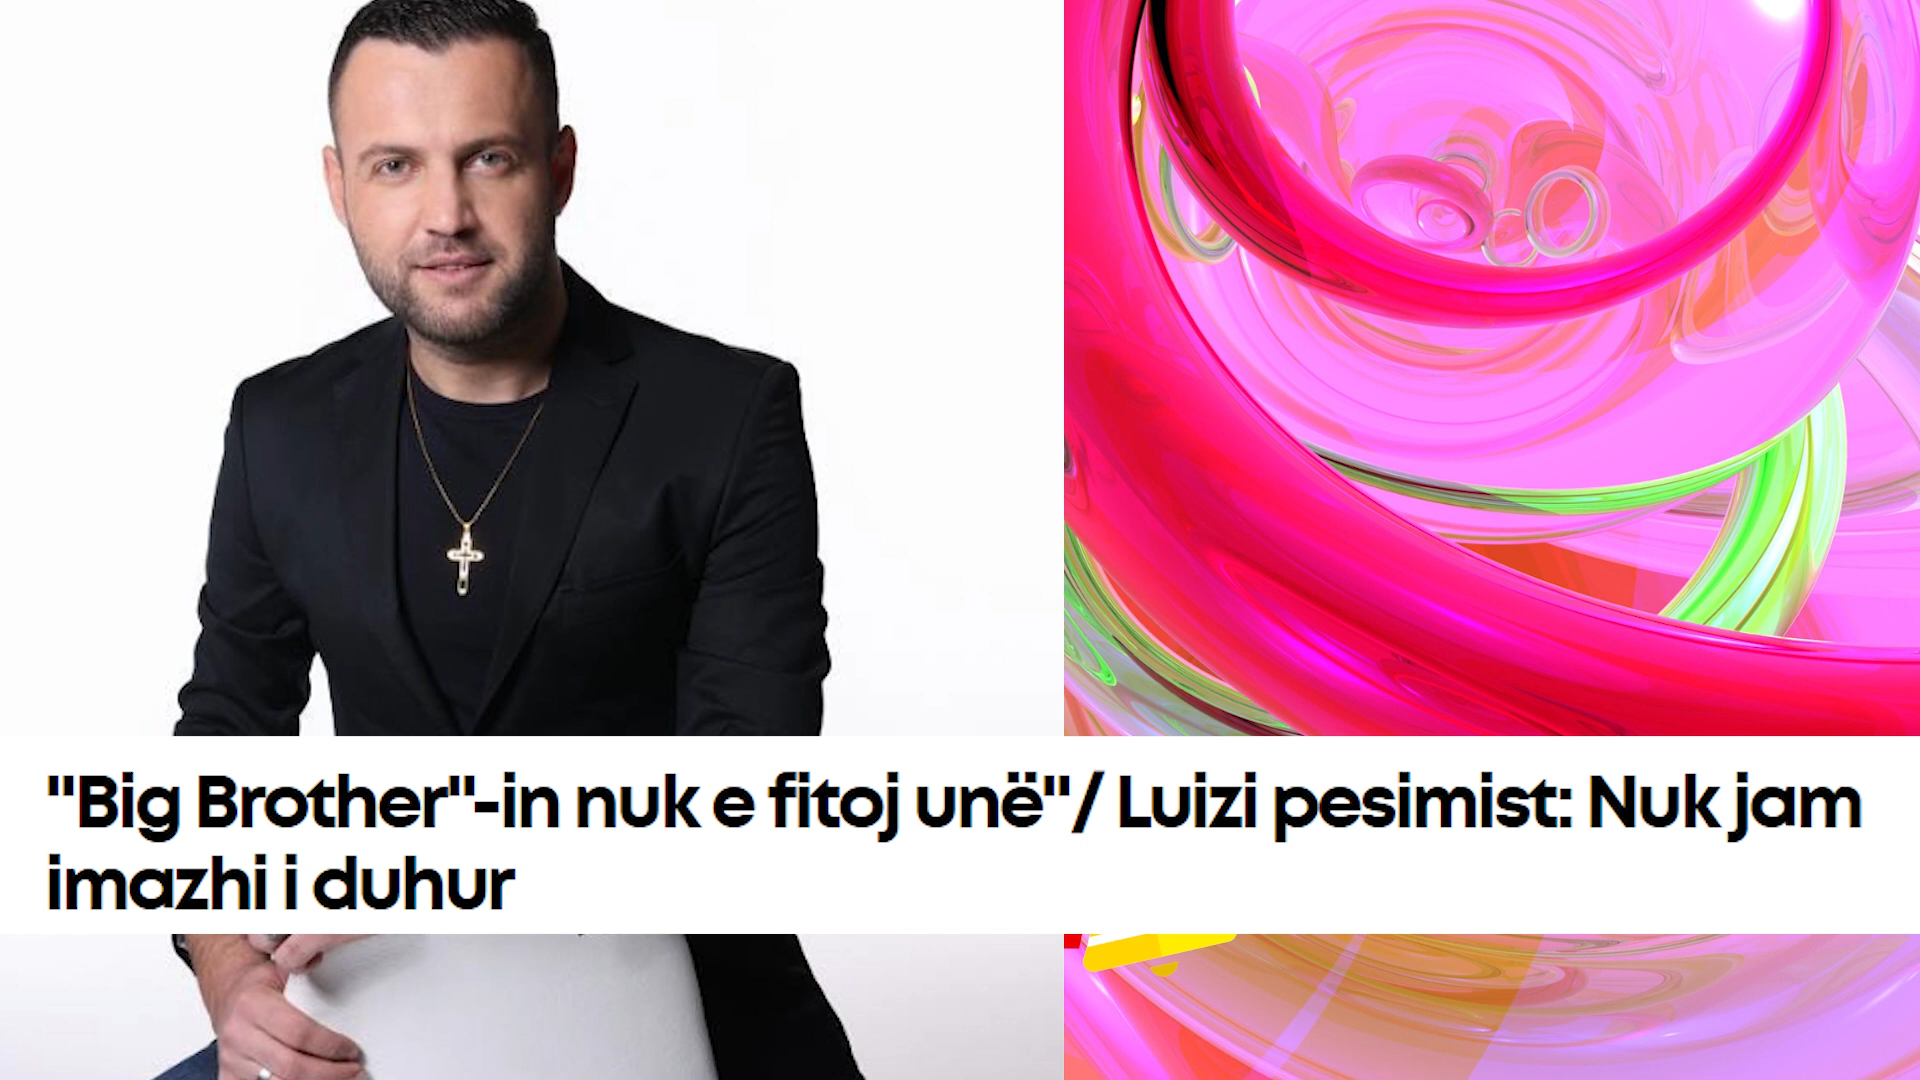 "Big Brother"-in nuk e fitoj unë"/ Luizi pesimist: Nuk jam
imazhi i duhur